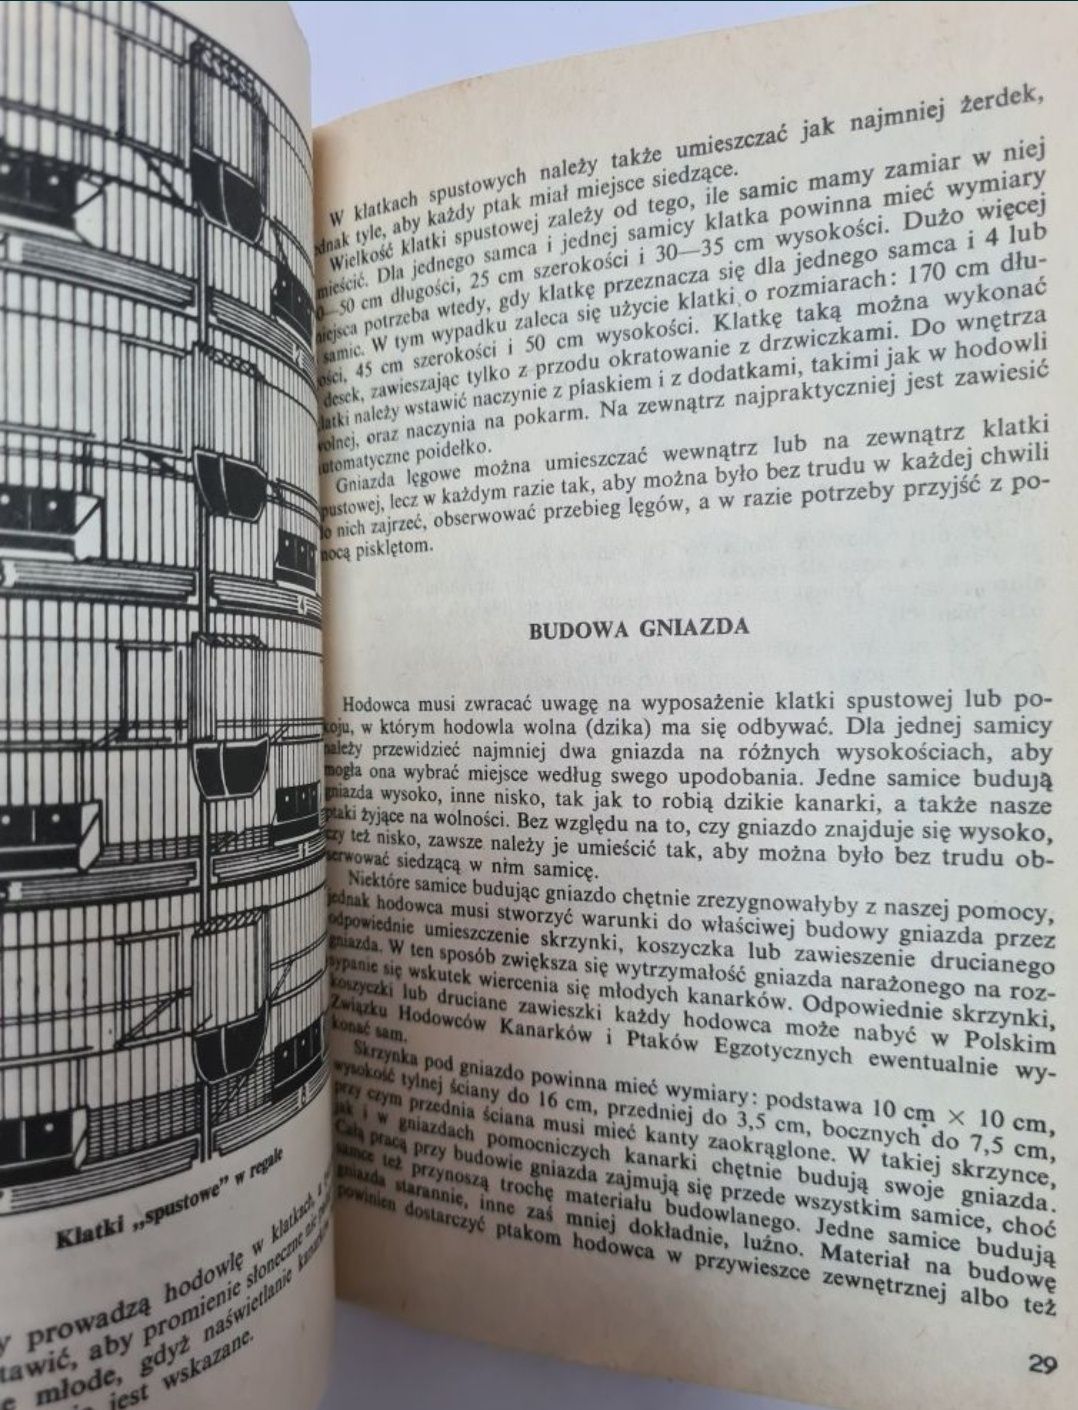 Klatki „spustowe” w regale
prowadzą hodowlę w klatkach,
tawić, aby promienie słoneczne nie
młode, gdyż naświetlanie
jest wskazane.
W klatkach spustowych należy także umieszczać jak najmniej żerdek,
ednak tyle, aby każdy ptak miał miejsce siedzące.
Wielkość klatki spustowej zależy od tego, ile samic mamy zamiar w niej
mieścić. Dla jednego samca i jednej samicy klatka powinna mieć wymiary
0—50 cm długości, 25 cm szerokości i 30—35 cm wysokości. Dużo więcej
iejsca potrzeba wtedy, gdy klatkę przeznacza się dla jednego samca i 4 lub
samic. W tym wypadku zaleca się użycie klatki o rozmiarach: 170 cm dłu-
ości, 45 cm szerokości i 50 cm wysokości. Klatkę taką można wykonać
desek, zawieszając tylko z przodu okratowanie z drzwiczkami. Do wnętrza
latki należy wstawić naczynie z piaskiem i z dodatkami, takimi jak w hodowli
olnej, oraz naczynia na pokarm. Na zewnątrz najpraktyczniej jest zawiesić
utomatyczne poidełko.
Gniazda lęgowe można umieszczać wewnątrz lub na zewnątrz klatki
pustowej, lecz w każdym razie tak, aby można było bez trudu w każdej chwili
do nich zajrzeć, obserwować przebieg lęgów, a w razie potrzeby przyjść z po-
mocą pisklętom.
BUDOWA GNIAZDA
Hodowca musi zwracać uwagę na wyposażenie klatki spustowej lub po-
koju, w którym hodowla wolna (dzika) ma się odbywać. Dla jednej samicy
należy przewidzieć najmniej dwa gniazda na różnych wysokościach, aby
mogła ona wybrać miejsce według swego upodobania. Jedne samice budują
gniazda wysoko, inne nisko, tak jak to robią dzikie kanarki, a także nasze
ptaki żyjące na wolności. Bez względu na to, czy gniazdo znajduje się wysoko,
czy też nisko, zawsze należy je umieścić tak, aby można było bez trudu ob-
serwować siedzącą w nim samicę.
Niektóre samice budując gniazdo chętnie zrezygnowałyby z naszej pomocy,
jednak hodowca musi stworzyć warunki do właściwej budowy gniazda przez
odpowiednie umieszczenie skrzynki, koszyczka lub zawieszenie drucianego
gniazda. W ten sposób zwiększa się wytrzymałość gniazda narażonego na roz-
sypanie się wskutek wiercenia się młodych kanarków. Odpowiednie skrzynki,
koszyczki lub druciane zawieszki każdy hodowca może nabyć w Polskim
Związku Hodowców Kanarków i Ptaków Egzotycznych ewentualnie wy-
konać sam.
Skrzynka pod gniazdo powinna mieć wymiary: podstawa 10 cm × 10 cm,
wysokość tylnej ściany do 16 cm, przedniej do 3,5 cm, bocznych do 7,5 cm,
przy czym przednia ściana musi mieć kanty zaokrąglone. W takiej skrzynce,
jak i w gniazdach pomocniczych kanarki chętnie budują swoje gniazda.
Całą pracą przy budowie gniazda zajmują się przede wszystkim samice, choć
samce też przynoszą trochę materiału budowlanego. Jedne samice budują
gniazda starannie, inne zaś mniej dokładnie, luźno. Materiał na budowę
powinien dostarczyć ptakom hodowca w przywieszce zewnętrznej albo też
29